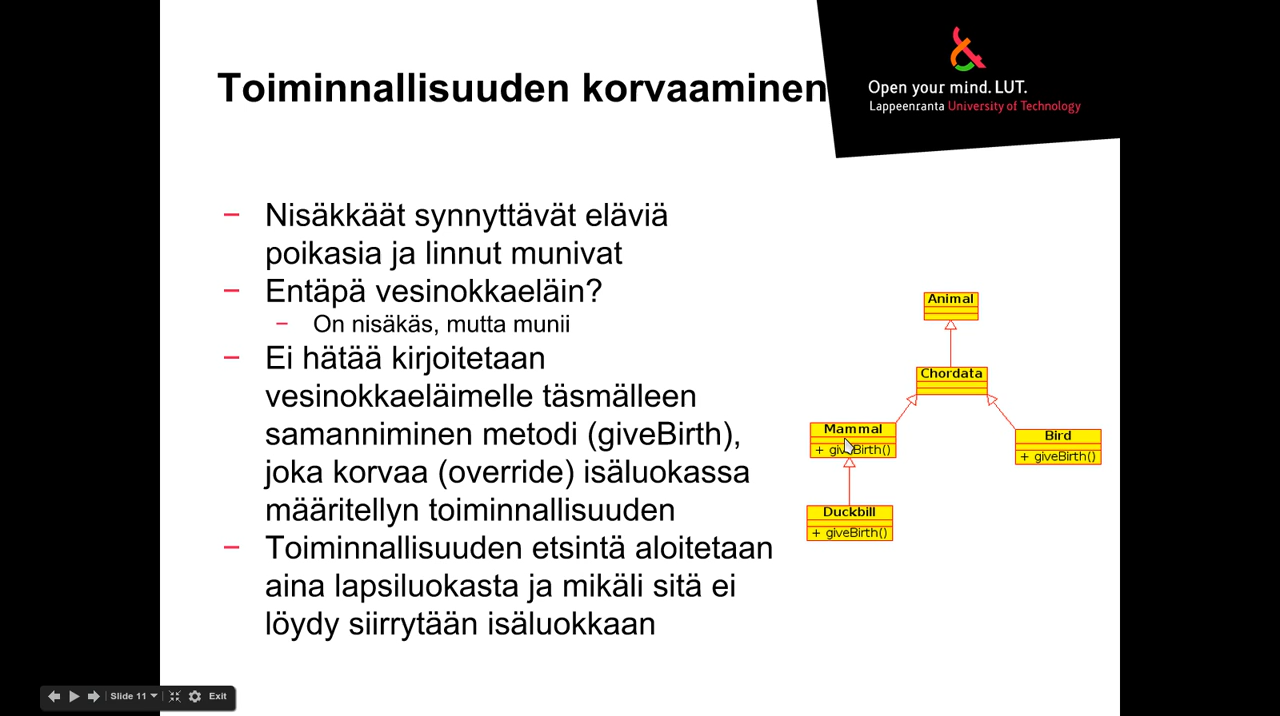 Toiminnallisuuden korvaaminen
Open your mind. LUT.
Lappeenranta University of Technology
– Nisäkkäät synnyttävät eläviä
poikasia ja linnut munivat
– Entäpä vesinokkaeläin?
– On nisäkäs, mutta munii
– Ei hätää kirjoitetaan
vesinokkaeläimelle täsmälleen
samanniminen metodi (giveBirth),
joka korvaa (override) isäluokassa
määritellyn toiminnallisuuden
– Toiminnallisuuden etsintä aloitetaan
aina lapsiluokasta ja mikäli sitä ei
löydy siirrytään isäluokkaan
Animal
Chordata
Mammal
+ giveBirth()
Bird
+ giveBirth()
Duckbill
+ giveBirth()
Slide 11
Exit